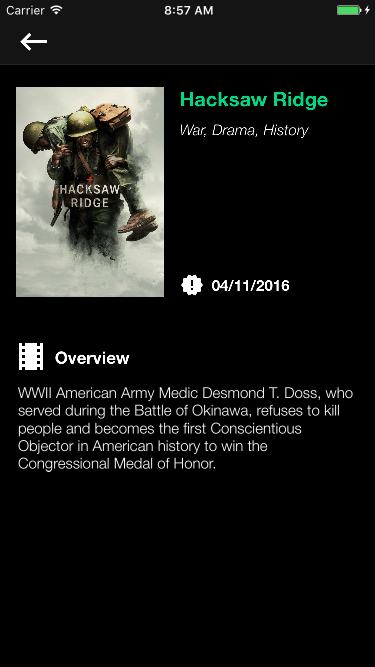 Carrier 8:57 AM
Hacksaw Ridge
War, Drama, History
HACKSAW
RIDGE
04/11/2016
Overview
WWII American Army Medic Desmond T. Doss, who
served during the Battle of Okinawa, refuses to kill
people and becomes the first Conscientious
Objector in American history to win the
Congressional Medal of Honor.